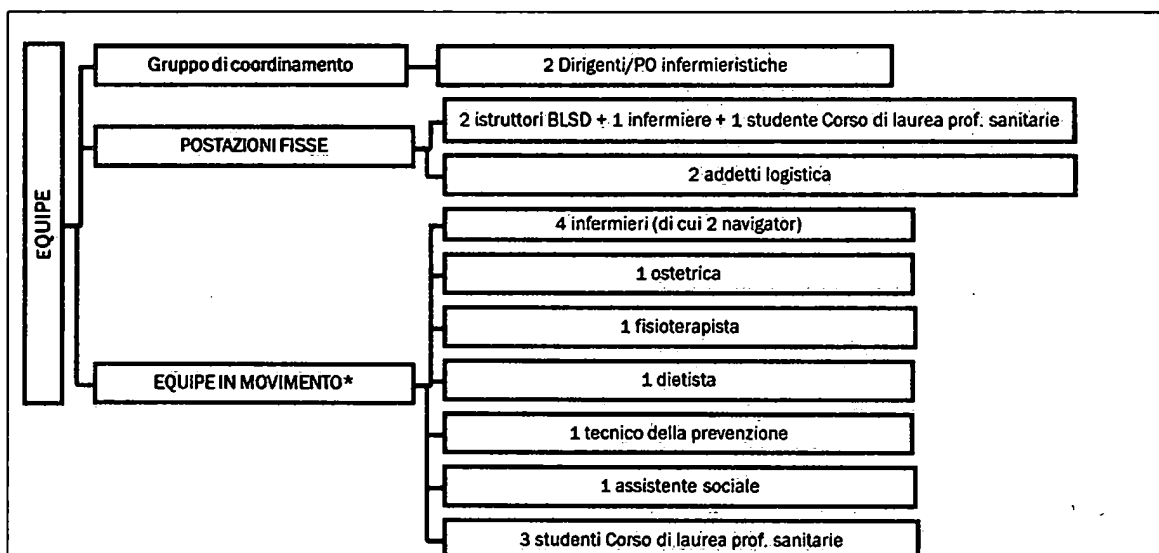 EQUIPE
Gruppo di coordinamento
2 Dirigenti/PO infermieristiche
POSTAZIONI FISSE
2 istruttori BLSD + 1 infermiere + 1 studente Corso di laurea prof. sanitarie
2 addetti logistica
EQUIPE IN MOVIMENTO*
4 infermieri (di cui 2 navigator)
1 ostetrica
1 fisioterapista
1 dietista
1 tecnico della prevenzione
1 assistente sociale
3 studenti Corso di laurea prof. sanitarie